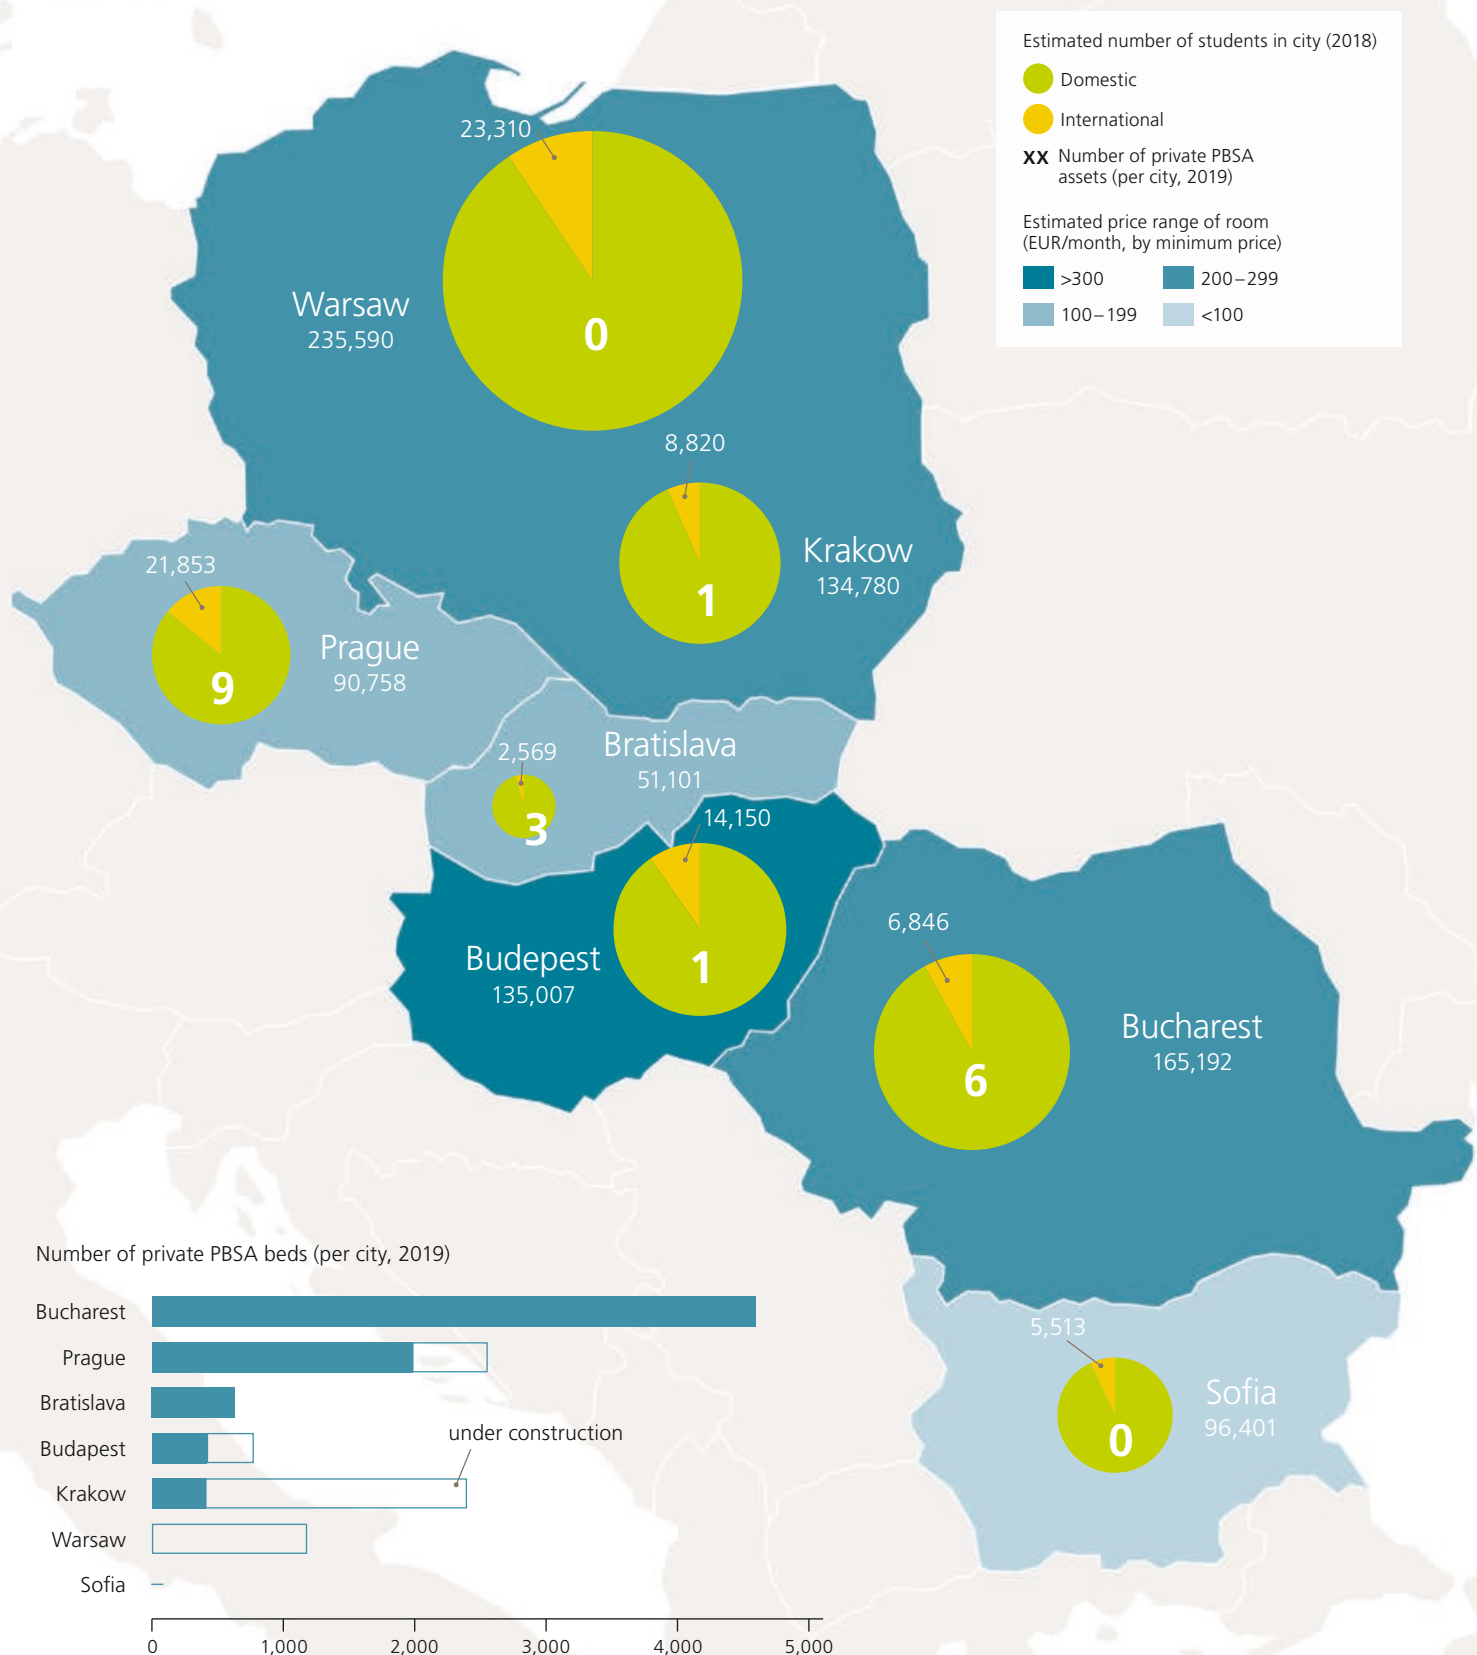 Estimated number of students in city (2018)
Domestic
International
XX Number of private PBSA
assets (per city, 2019)
Estimated price range of room
(EUR/month, by minimum price)
>300
200–299
100–199
<100
23,310
Warsaw
235,590
0
8,820
Krakow
134,780
1
21,853
Prague
90,758
9
2,569
Bratislava
51,101
3
14,150
Budepest
135,007
1
6,846
Bucharest
165,192
6
5,513
Sofia
96,401
0
Number of private PBSA beds (per city, 2019)
Bucharest
Prague
Bratislava
under construction
Budapest
Krakow
Warsaw
Sofia
0 1,000 2,000 3,000 4,000 5,000